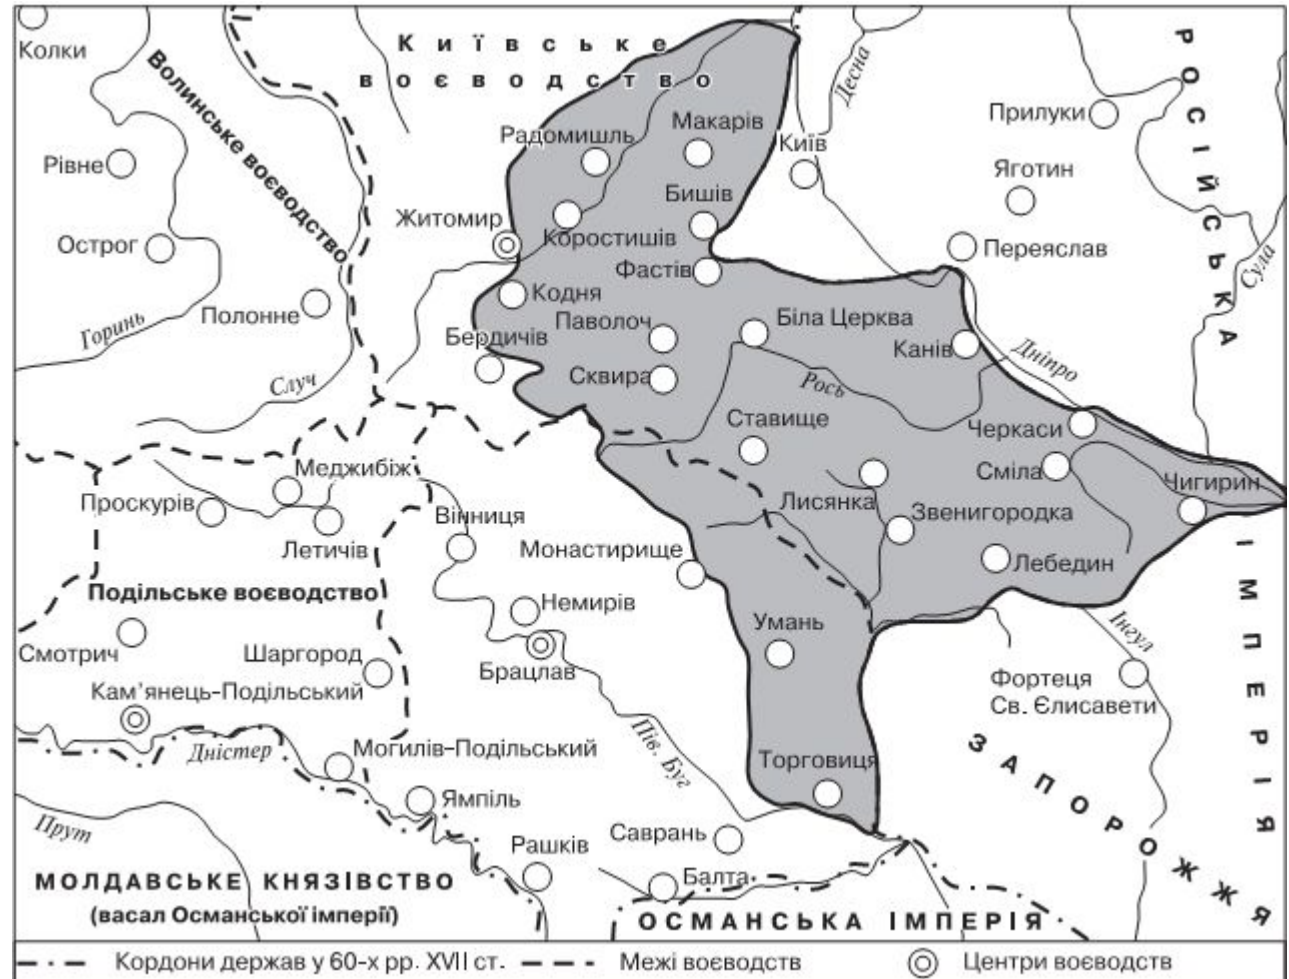 Колки
Київське
воєводство
Волинське воєводство
Десна
РОСІЙСЬКА
ІМПЕРІЯ
Прилуки
Радомишль
Макарів
Київ
Рівне
Яготин
Бишів
Житомир
Острог
Коростишів
Переяслав
Сула
Фастів
Кодня
Полонне
Горинь
Паволоч
Біла Церква
Бердичів
Канів
Дніпро
Случ
Сквира
Рось
Ставище
Черкаси
Меджибіж
Сміла
Чигирин
Проскурів
Лисянка
Вінниця
Звенигородка
Летичів
Монастирище
Лебедин
Подільське воєводство
Немирів
Умань
Інгул
Смотрич
Шаргород
Брацлав
Фортеця
Св. Єлисавети
Кам’янець-Подільський
ЗАПОРОЖЖЯ
Дністер
Могилів-Подільський
Пів. Буг
Торговиця
Ямпіль
Прут
Саврань
Рашків
Балта
МОЛДАВСЬКЕ КНЯЗІВСТВО
(васал Османської імперії)
ОСМАНСЬКА ІМПЕРІЯ
Кордони держав у 60-х рр. XVII ст.
Межі воєводств
Центри воєводств